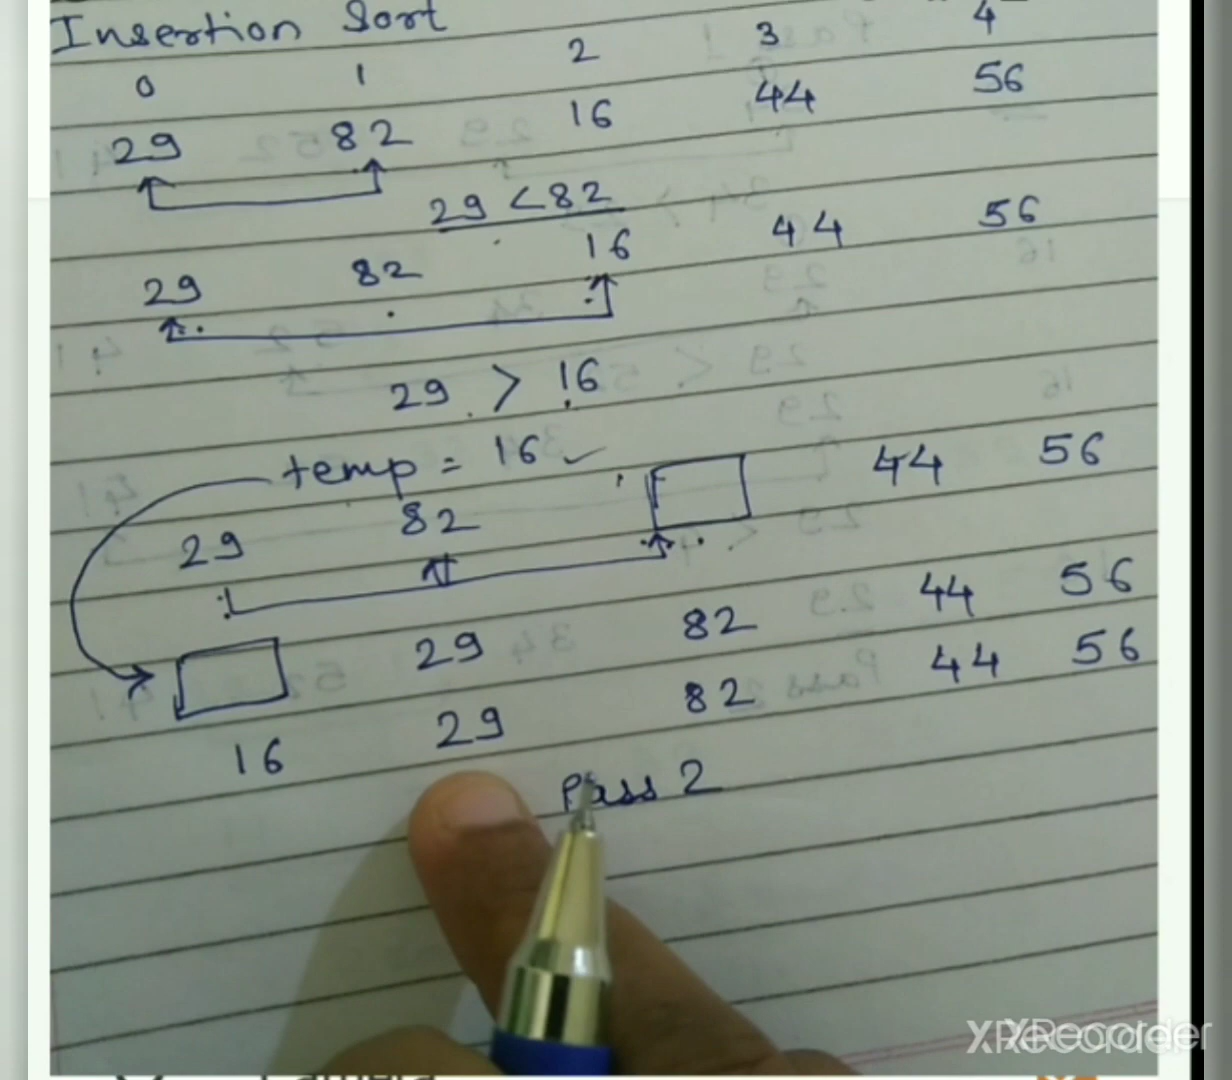 Insertion Sort
0 1 2 3 4
29 82 16 44 56
29 < 82
29 82 16 44 56
29 > 16
temp = 16 ✓
29 82 44 56
29 82 44 56
16 29 82 44 56
Pass 2
XRecorder